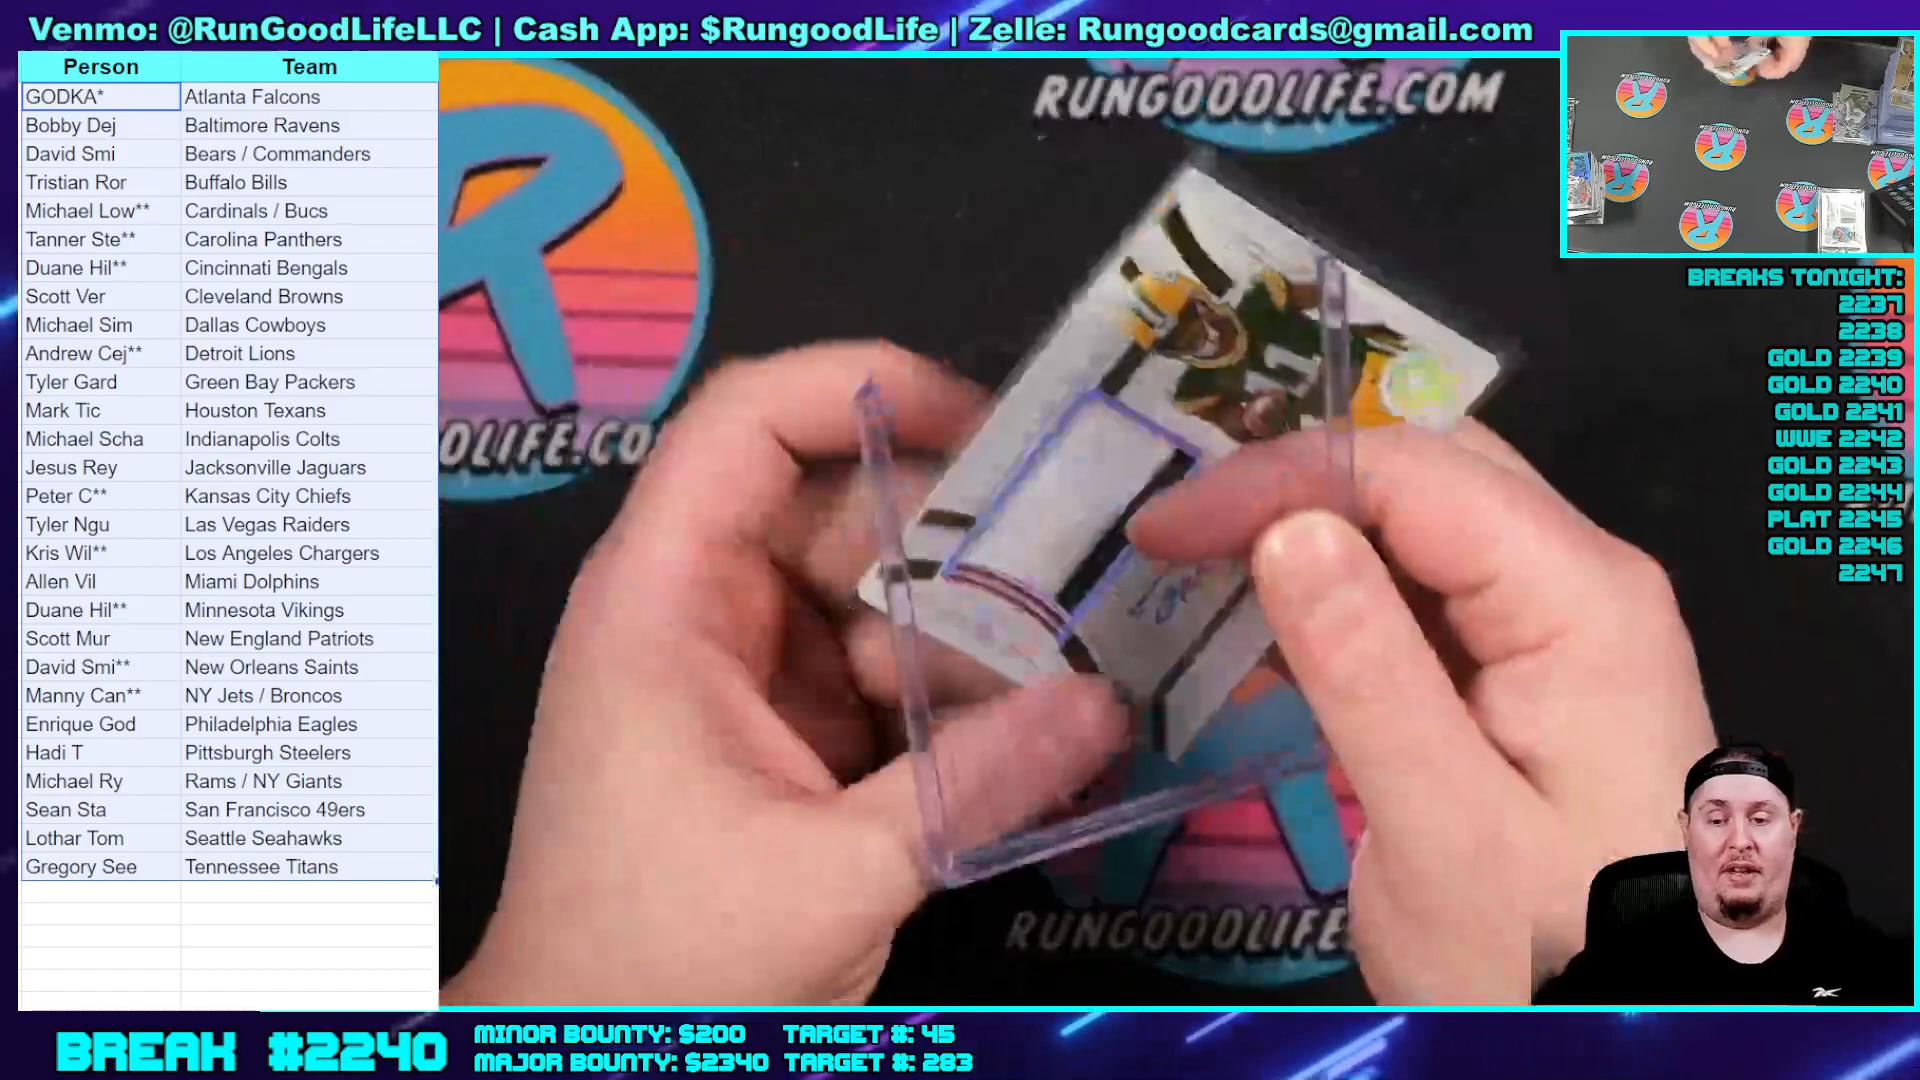 Venmo: @RunGoodLifeLLC | Cash App: $RungoodLife | Zelle: Rungoodcards@gmail.com
Person Team
GODKA* Atlanta Falcons
Bobby Dej Baltimore Ravens
David Smi Bears / Commanders
Tristian Ror Buffalo Bills
Michael Low** Cardinals / Bucs
Tanner Ste** Carolina Panthers
Duane Hil** Cincinnati Bengals
Scott Ver Cleveland Browns
Michael Sim Dallas Cowboys
Andrew Cej** Detroit Lions
Tyler Gard Green Bay Packers
Mark Tic Houston Texans
Michael Scha Indianapolis Colts
Jesus Rey Jacksonville Jaguars
Peter C** Kansas City Chiefs
Tyler Ngu Las Vegas Raiders
Kris Wil** Los Angeles Chargers
Allen Vil Miami Dolphins
Duane Hil** Minnesota Vikings
Scott Mur New England Patriots
David Smi** New Orleans Saints
Manny Can** NY Jets / Broncos
Enrique God Philadelphia Eagles
Hadi T Pittsburgh Steelers
Michael Ry Rams / NY Giants
Sean Sta San Francisco 49ers
Lothar Tom Seattle Seahawks
Gregory See Tennessee Titans
RUNGOODLIFE.COM
R
DLIFE.CO
RUNGOODLIFE
BREAKS TONIGHT:
2237
2238
GOLD 2239
GOLD 2240
GOLD 2241
WWE 2242
GOLD 2243
GOLD 2244
PLAT 2245
GOLD 2246
2247
BREAK #2240
MINOR BOUNTY: $200 TARGET #: 45
MAJOR BOUNTY: $2340 TARGET #: 283